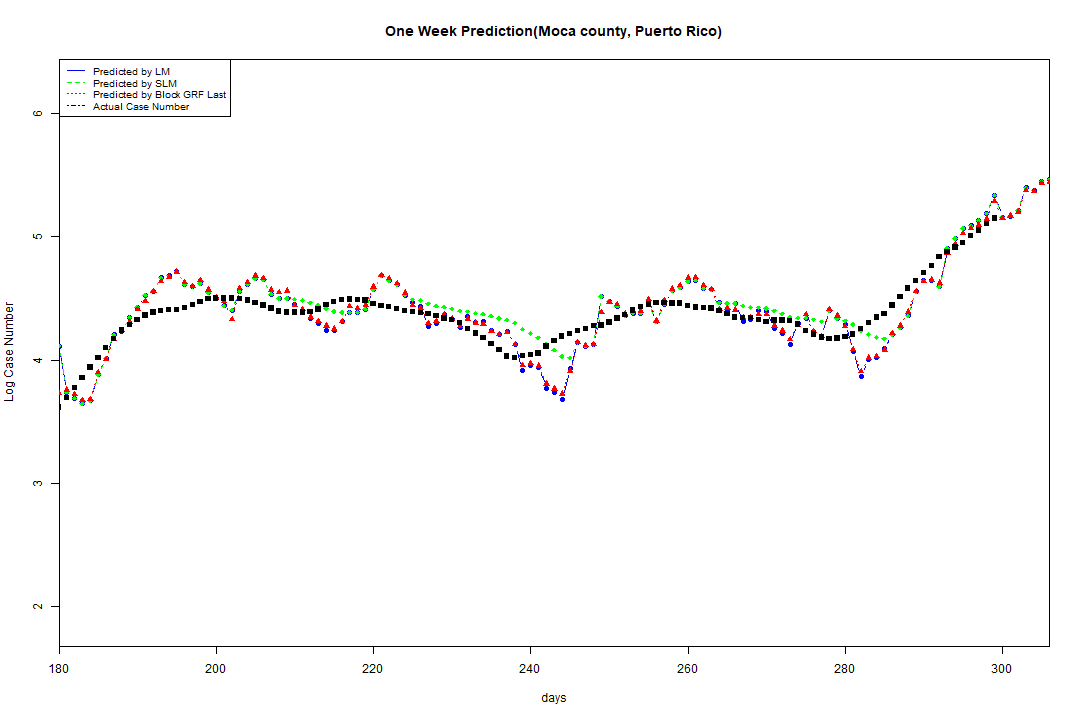 One Week Prediction(Moca county, Puerto Rico)
Predicted by LM
Predicted by SLM
Predicted by Block GRF Last
Actual Case Number
6
5
4
3
2
Log Case Number
180 200 220 240 260 280 300
days